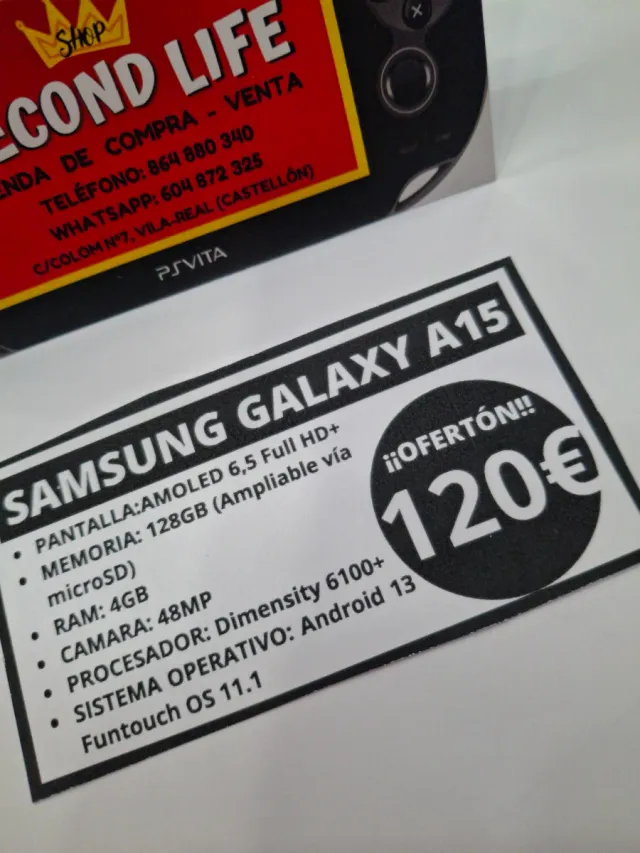 SHOP
ECOND LIFE
ENDA DE COMPRA - VENTA
TELÉFONO: 864 880 340
WHATSAPP: 604 872 325
C/COLOM Nº7, VILA-REAL (CASTELLÓN)
PSVITA
SAMSUNG GALAXY A15
• PANTALLA:AMOLED 6,5 Full HD+
• MEMORIA: 128GB (Ampliable vía
microSD)
• RAM: 4GB
• CAMARA: 48MP
• PROCESADOR: Dimensity 6100+
• SISTEMA OPERATIVO: Android 13
Funtouch OS 11.1
¡¡OFERTÓN!!
120€